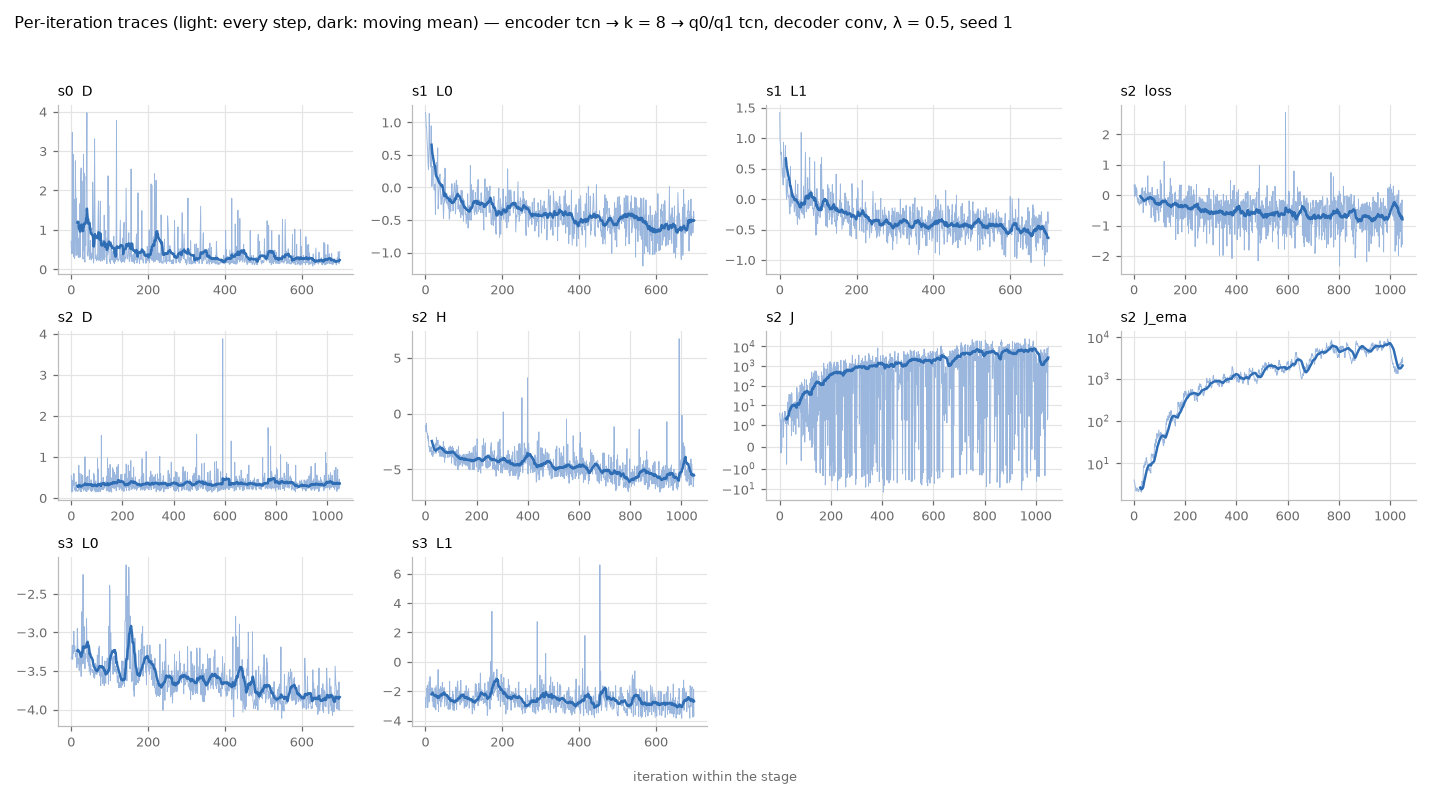 Per-iteration traces (light: every step, dark: moving mean) — encoder tcn → k = 8 → q0/q1 tcn, decoder conv, λ = 0.5, seed 1
s0 D
4
3
2
1
0
0 200 400 600
s1 L0
1.0
0.5
0.0
−0.5
−1.0
0 200 400 600
s1 L1
1.5
1.0
0.5
0.0
−0.5
−1.0
0 200 400 600
s2 loss
2
1
0
−1
−2
0 200 400 600 800 1000
s2 D
4
3
2
1
0
0 200 400 600 800 1000
s2 H
5
0
−5
0 200 400 600 800 1000
s2 J
10⁴
10³
10²
10¹
10⁰
0
−10⁰
−10¹
0 200 400 600 800 1000
s2 J_ema
10⁴
10³
10²
10¹
0 200 400 600 800 1000
s3 L0
−2.5
−3.0
−3.5
−4.0
0 200 400 600
s3 L1
6
4
2
0
−2
−4
0 200 400 600
iteration within the stage